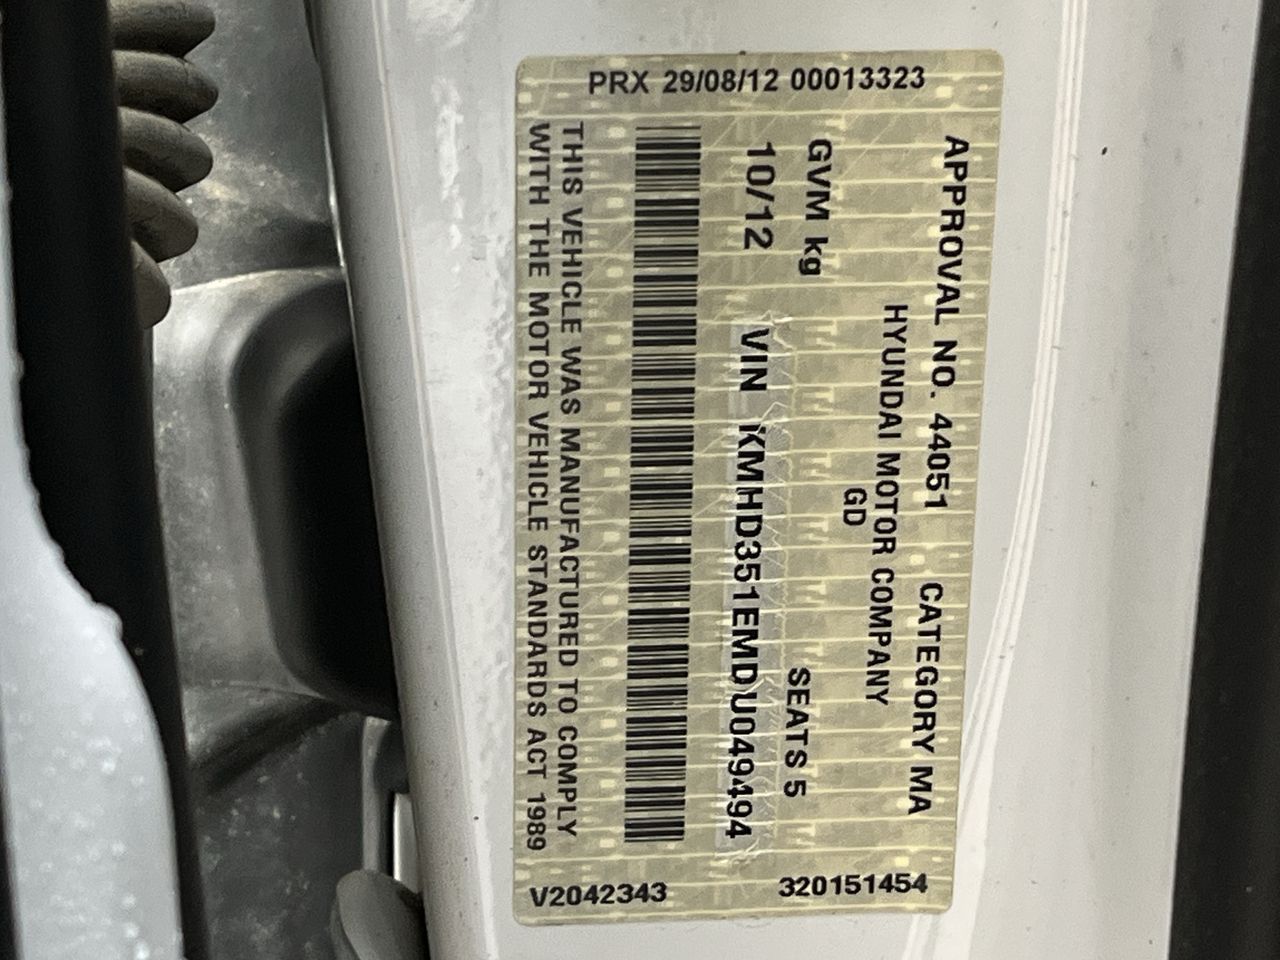 PRX 29/08/12 00013323
APPROVAL NO. 44051 CATEGORY MA
HYUNDAI MOTOR COMPANY
GD
GVM kg SEATS 5
10/12 VIN KMHD351EMDU049494
THIS VEHICLE WAS MANUFACTURED TO COMPLY
WITH THE MOTOR VEHICLE STANDARDS ACT 1989
V2042343 320151454